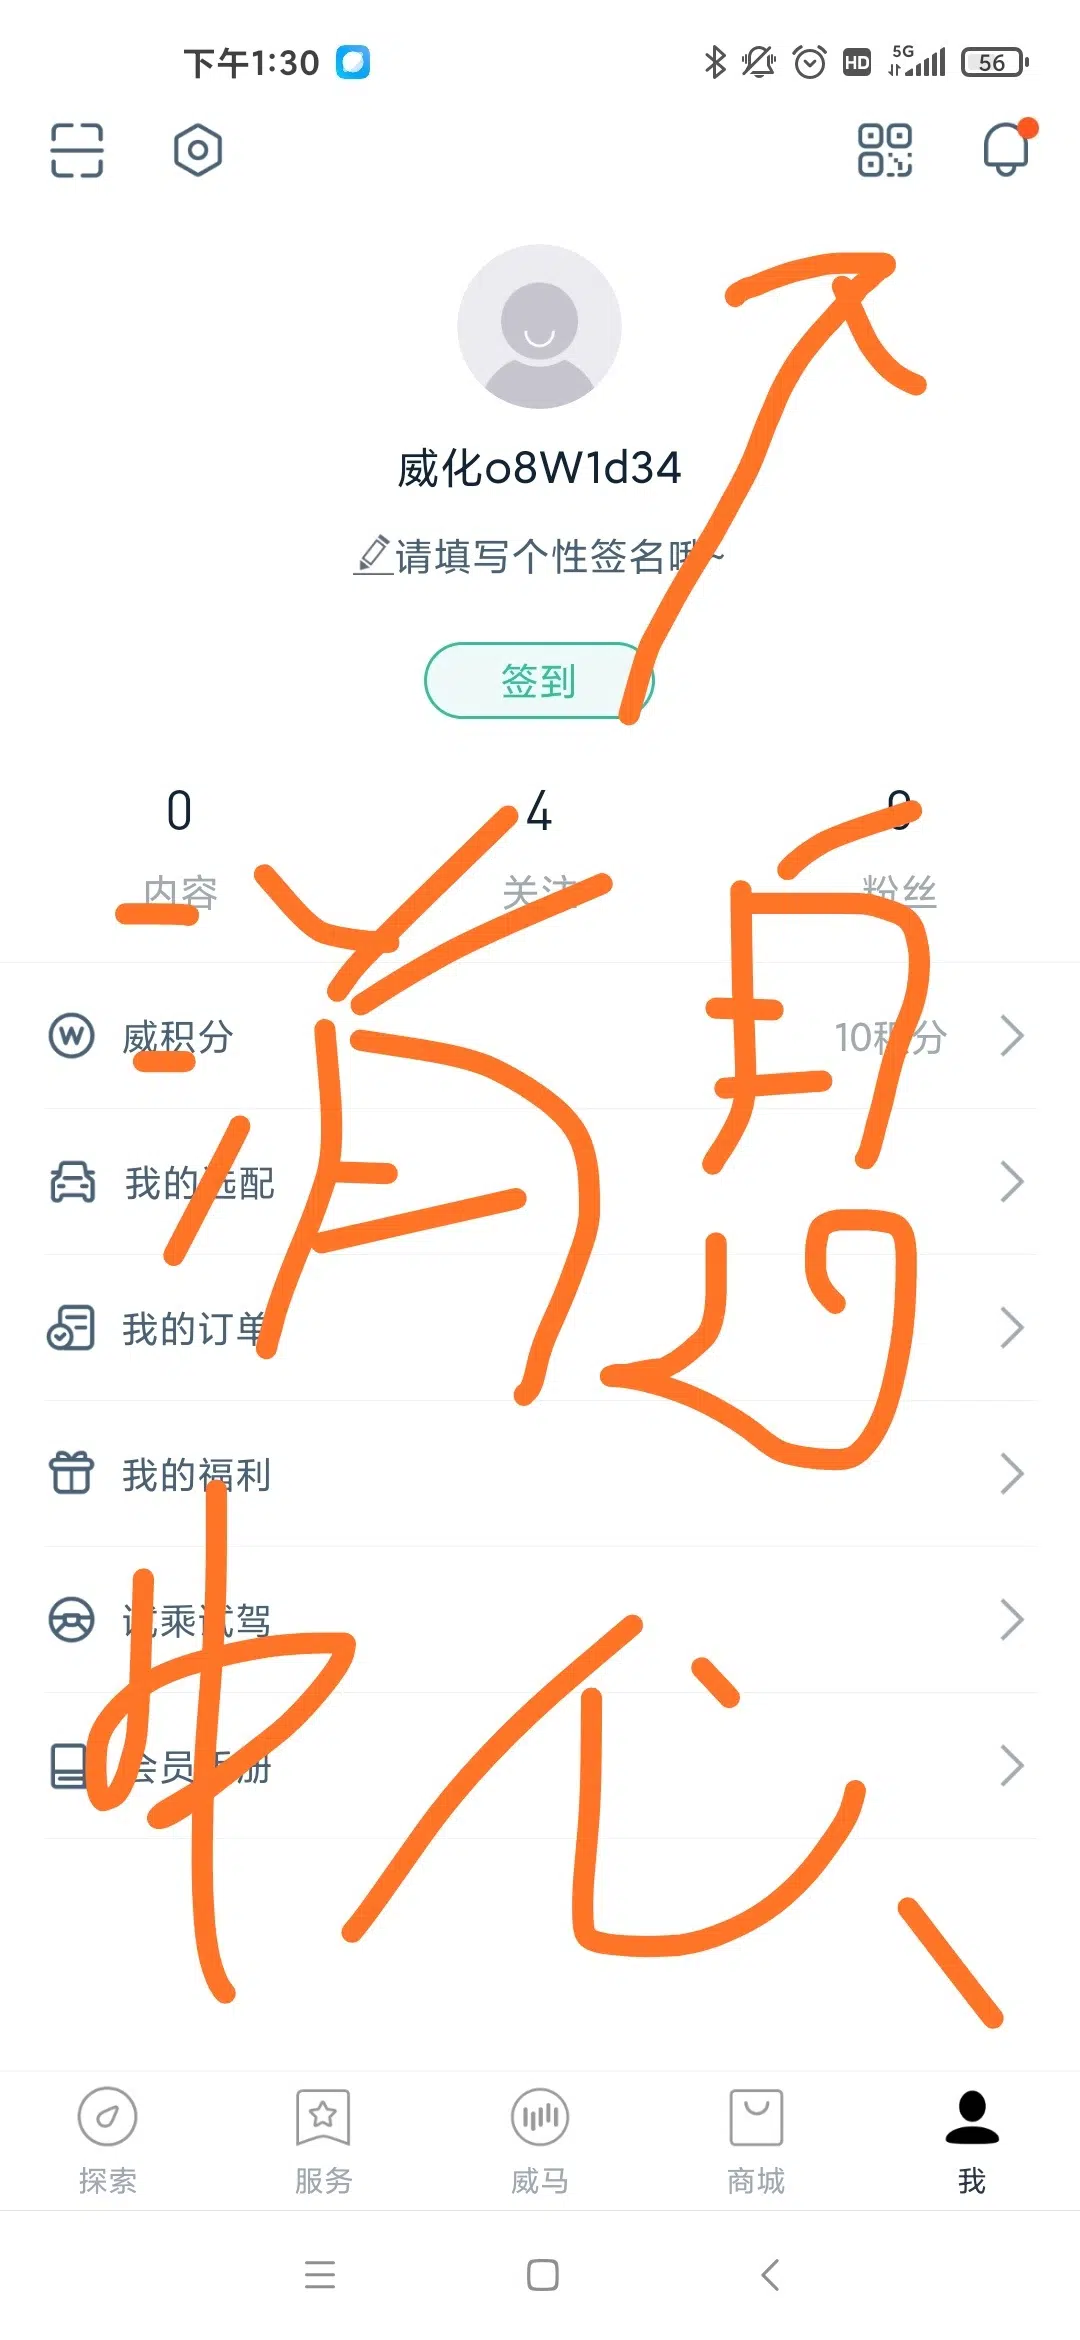 下午1:30 HD 5G 56
威化o8W1d34
请填写个性签名哦~
签到
0 4 0
内容 关注 粉丝
威积分 10积分
我的选配
我的订单
我的福利
试乘试驾
会员手册
消息
中心
探索 服务 威马 商城 我